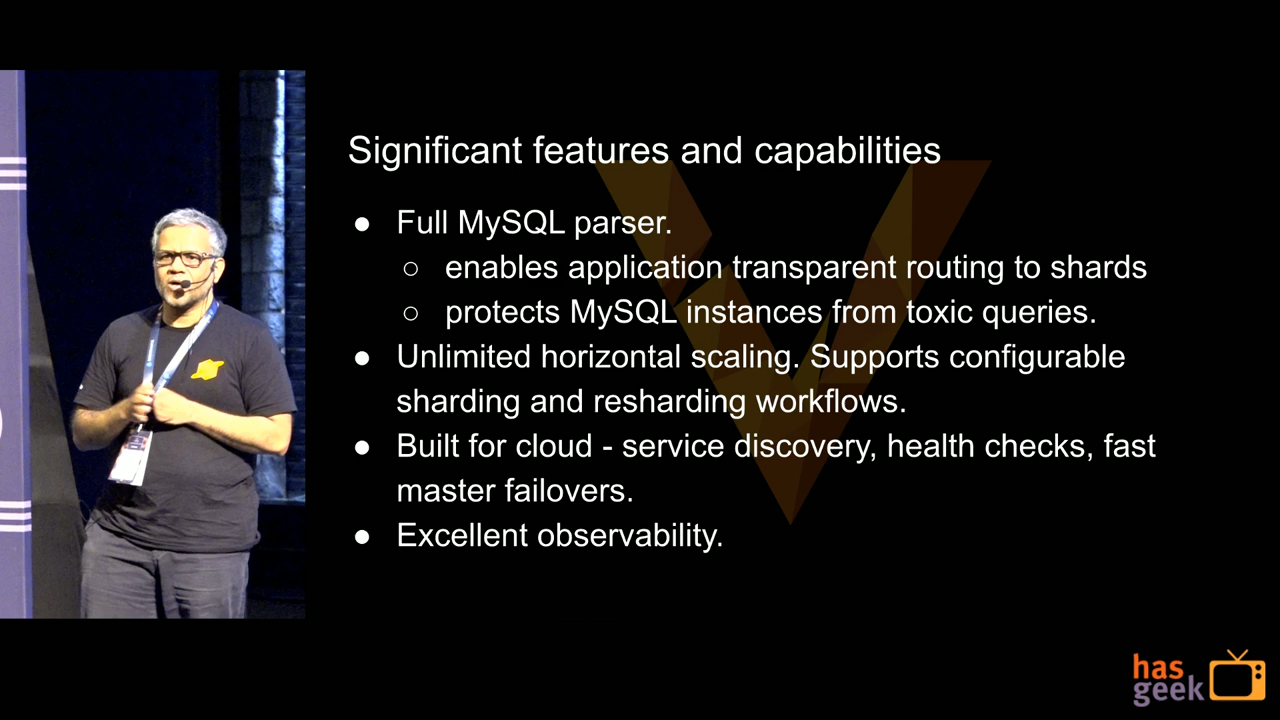 Significant features and capabilities
● Full MySQL parser.
○ enables application transparent routing to shards
○ protects MySQL instances from toxic queries.
● Unlimited horizontal scaling. Supports configurable
sharding and resharding workflows.
● Built for cloud - service discovery, health checks, fast
master failovers.
● Excellent observability.
has
geek